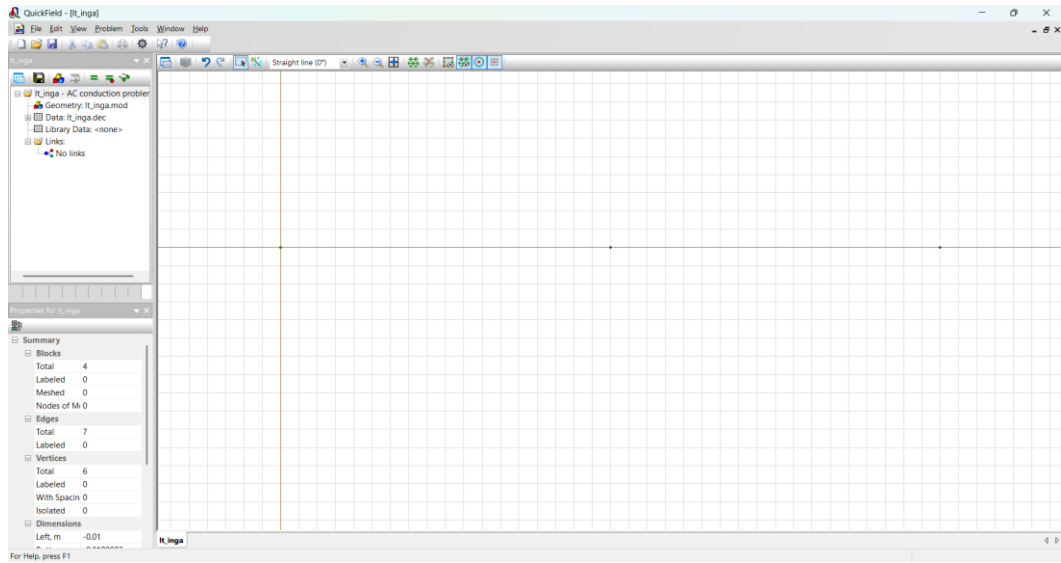 QuickField - [lt_inga]
File Edit View Problem Tools Window Help
lt_inga
Straight line (0°)
lt_inga - AC conduction probler
Geometry: lt_inga.mod
Data: lt_inga.dec
Library Data: <none>
Links:
No links
Properties for lt_inga
Summary
Blocks
Total 4
Labeled 0
Meshed 0
Nodes of M 0
Edges
Total 7
Labeled 0
Vertices
Total 6
Labeled 0
With Spacin 0
Isolated 0
Dimensions
Left, m -0.01
lt_inga
For Help, press F1